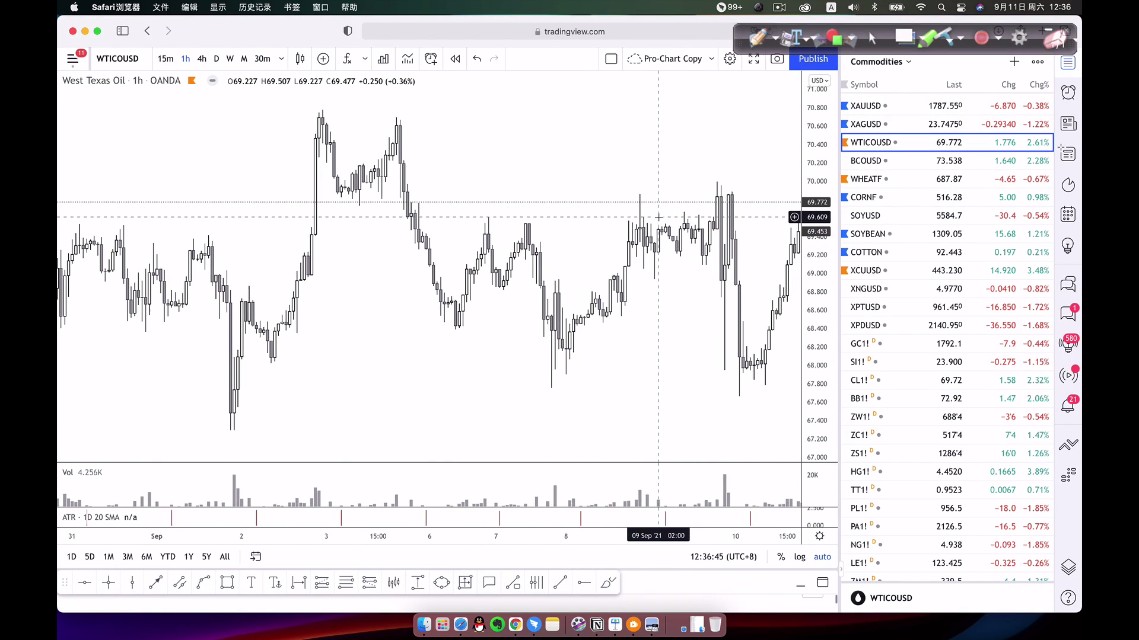 Safari浏览器 文件 编辑 显示 历史记录 书签 窗口 帮助 99+ A 9月11日 周六 12:36
tradingview.com
11 WTICOUSD 15m 1h 4h D W M 30m Pro-Chart Copy Publish
West Texas Oil · 1h · OANDA O69.227 H69.507 L69.227 C69.477 +0.250 (+0.36%)
USD
71.000
70.800
70.600
70.400
70.200
70.000
69.772
69.609
69.453
69.200
69.000
68.800
68.600
68.400
68.200
68.000
67.800
67.600
67.400
67.200
67.000
Vol 4.256K
20K
ATR · 1D 20 SMA n/a
0.000
31 Sep 2 3 15:00 6 7 8 09 Sep '21 02:00 10 15:00
1D 5D 1M 3M 6M YTD 1Y 5Y All 12:36:45 (UTC+8) % log auto
Commodities
Symbol Last Chg Chg%
XAUUSD 1787.550 −6.870 −0.38%
XAGUSD 23.74750 −0.29340 −1.22%
WTICOUSD 69.772 1.776 2.61%
BCOUSD 73.538 1.640 2.28%
WHEATF 687.87 −4.65 −0.67%
CORNF 516.28 5.00 0.98%
SOYUSD 5584.7 −30.4 −0.54%
SOYBEAN 1309.05 15.68 1.21%
COTTON 92.443 0.197 0.21%
XCUUSD 443.230 14.920 3.48%
XNGUSD 4.9770 −0.0410 −0.82%
XPTUSD 961.450 −16.850 −1.72%
XPDUSD 2140.950 −36.550 −1.68%
GC1! D 1792.1 −7.9 −0.44%
SI1! D 23.900 −0.275 −1.15%
CL1! D 69.72 1.58 2.32%
BB1! D 72.92 1.47 2.06%
ZW1! D 688'4 −3'6 −0.54%
ZC1! D 517'4 7'4 1.47%
ZS1! D 1286'4 16'0 1.26%
HG1! D 4.4520 0.1665 3.89%
TT1! D 0.9523 0.0067 0.71%
PL1! D 956.5 −18.0 −1.85%
PA1! D 2126.5 −16.5 −0.77%
NG1! D 4.938 −0.093 −1.85%
LE1! D 123.425 −0.325 −0.26%
WTICOUSD
1
580
21